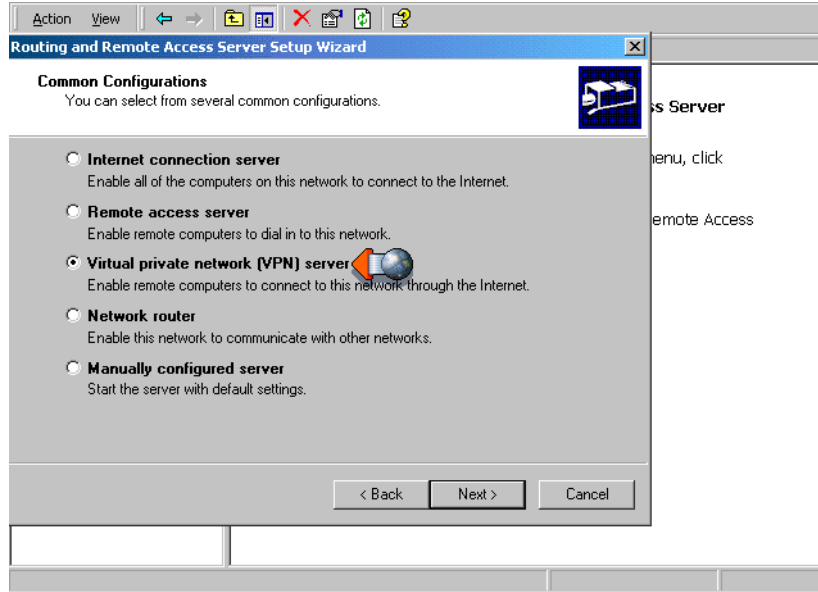 Action View
Routing and Remote Access Server Setup Wizard
Common Configurations
You can select from several common configurations.
ss Server
Internet connection server
enu, click
Enable all of the computers on this network to connect to the Internet.
Remote access server
emote Access
Enable remote computers to dial in to this network.
Virtual private network (VPN) server
Enable remote computers to connect to this network through the Internet.
Network router
Enable this network to communicate with other networks.
Manually configured server
Start the server with default settings.
< Back Next > Cancel